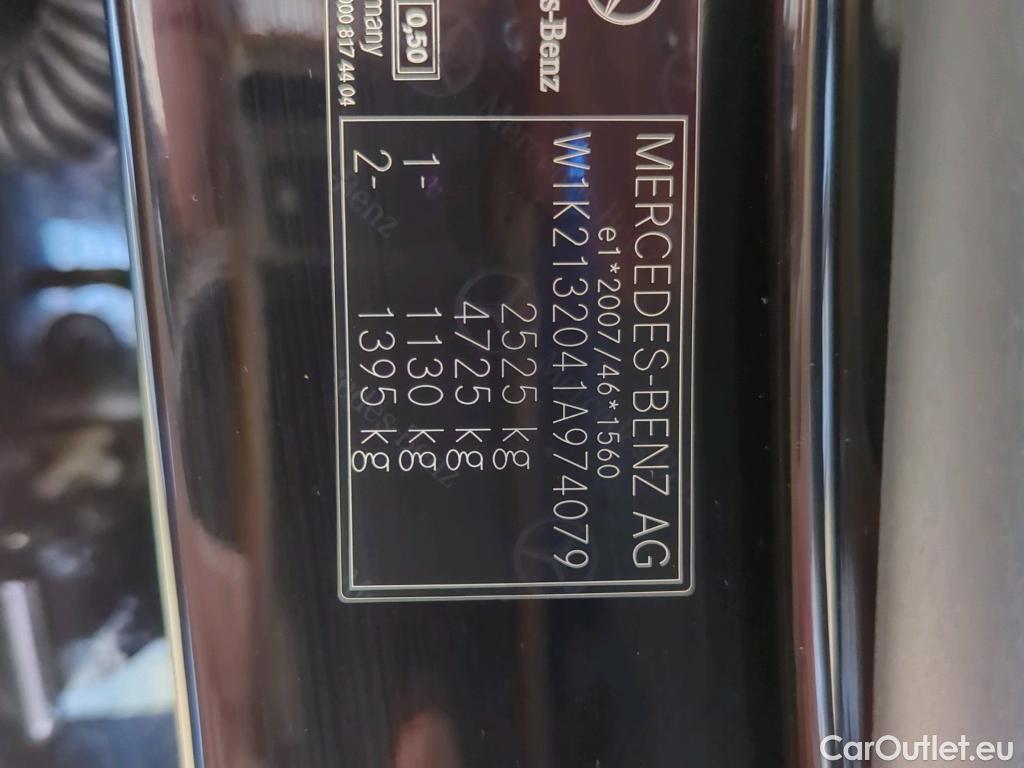 s-Benz
0,50
many
000 817 44 04
MERCEDES-BENZ AG
e1*2007/46*1560
W1K2132041A974079
2525 kg
4725 kg
1- 1130 kg
2- 1395 kg
CarOutlet.eu